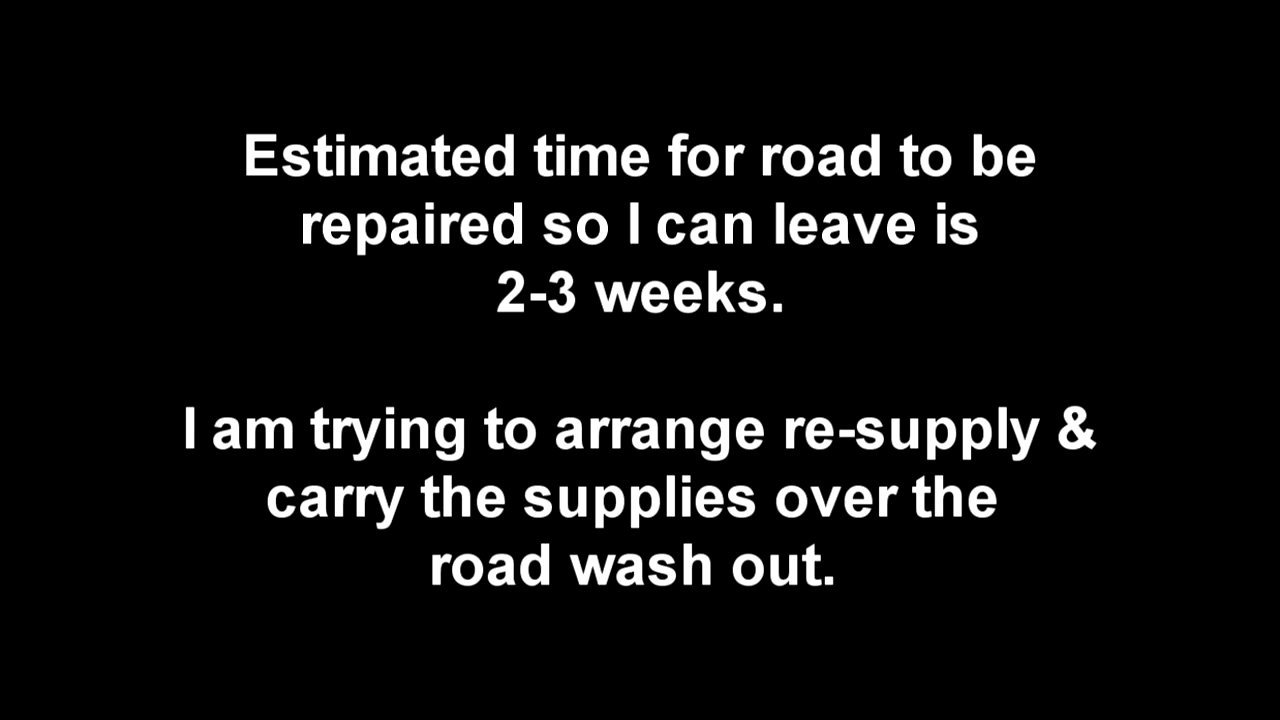 Estimated time for road to be
repaired so I can leave is
2-3 weeks.
I am trying to arrange re-supply &
carry the supplies over the
road wash out.